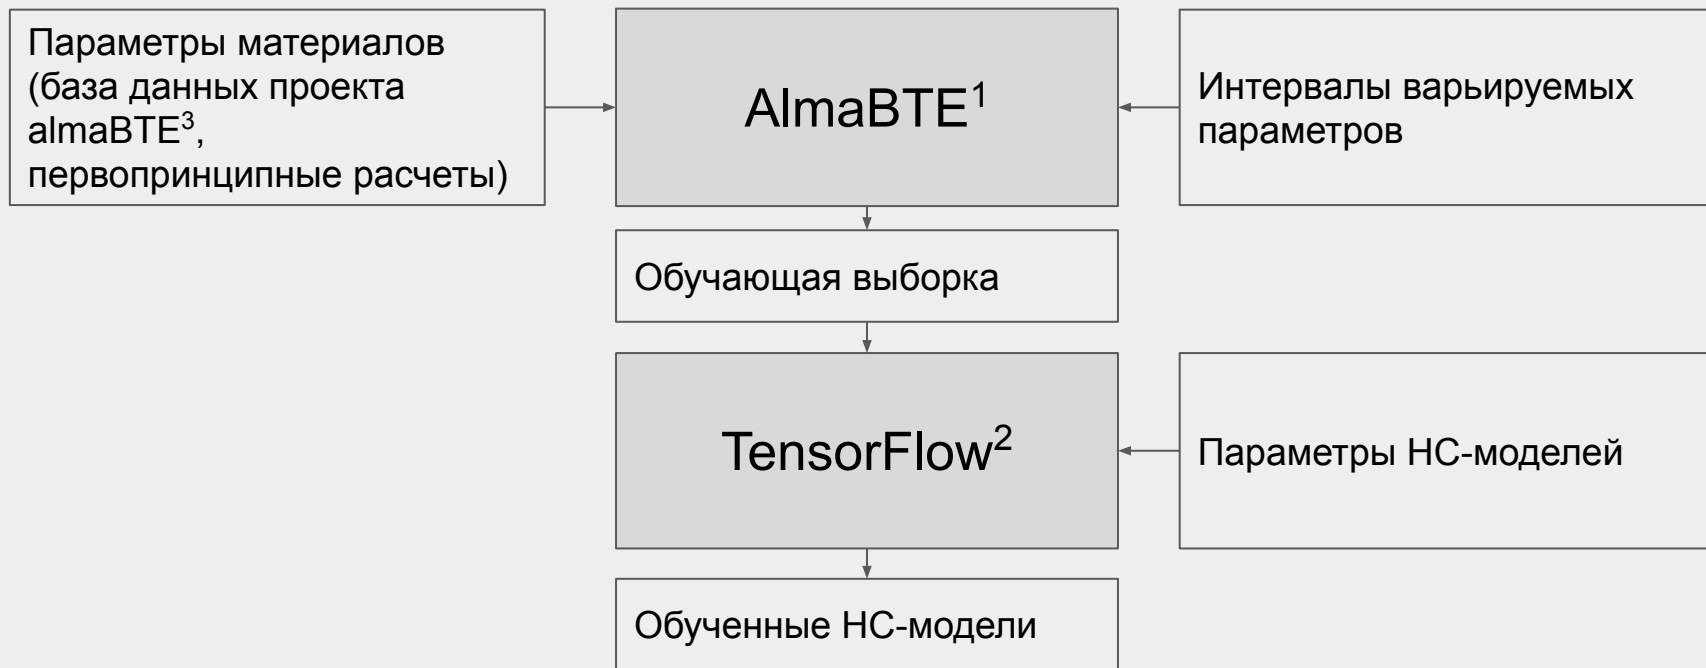 Параметры материалов
(база данных проекта
almaBTE³,
первопринципные расчеты)
AlmaBTE¹
Интервалы варьируемых
параметров
Обучающая выборка
TensorFlow²
Параметры НС-моделей
Обученные НС-модели